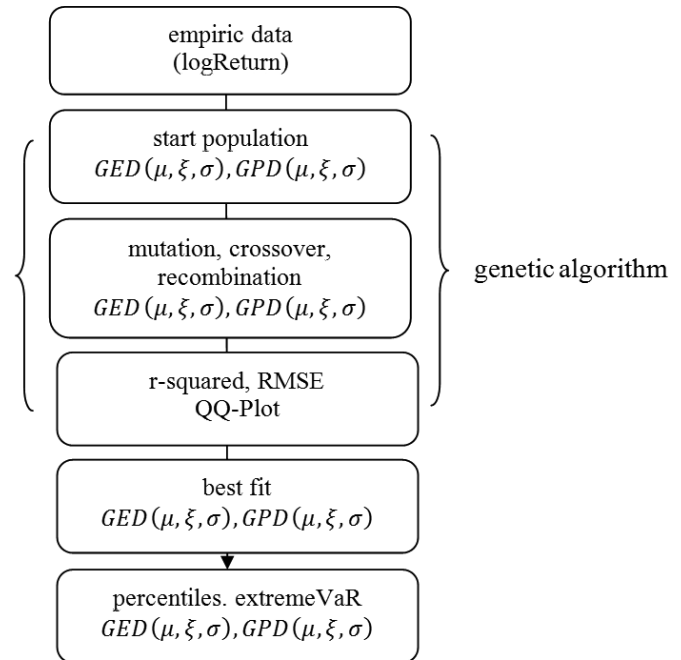 empiric data
(logReturn)
start population
𝐺𝐸𝐷(𝜇, 𝜉, 𝜎), 𝐺𝑃𝐷(𝜇, 𝜉, 𝜎)
mutation, crossover,
recombination
𝐺𝐸𝐷(𝜇, 𝜉, 𝜎), 𝐺𝑃𝐷(𝜇, 𝜉, 𝜎)
genetic algorithm
r-squared, RMSE
QQ-Plot
best fit
𝐺𝐸𝐷(𝜇, 𝜉, 𝜎), 𝐺𝑃𝐷(𝜇, 𝜉, 𝜎)
percentiles. extremeVaR
𝐺𝐸𝐷(𝜇, 𝜉, 𝜎), 𝐺𝑃𝐷(𝜇, 𝜉, 𝜎)